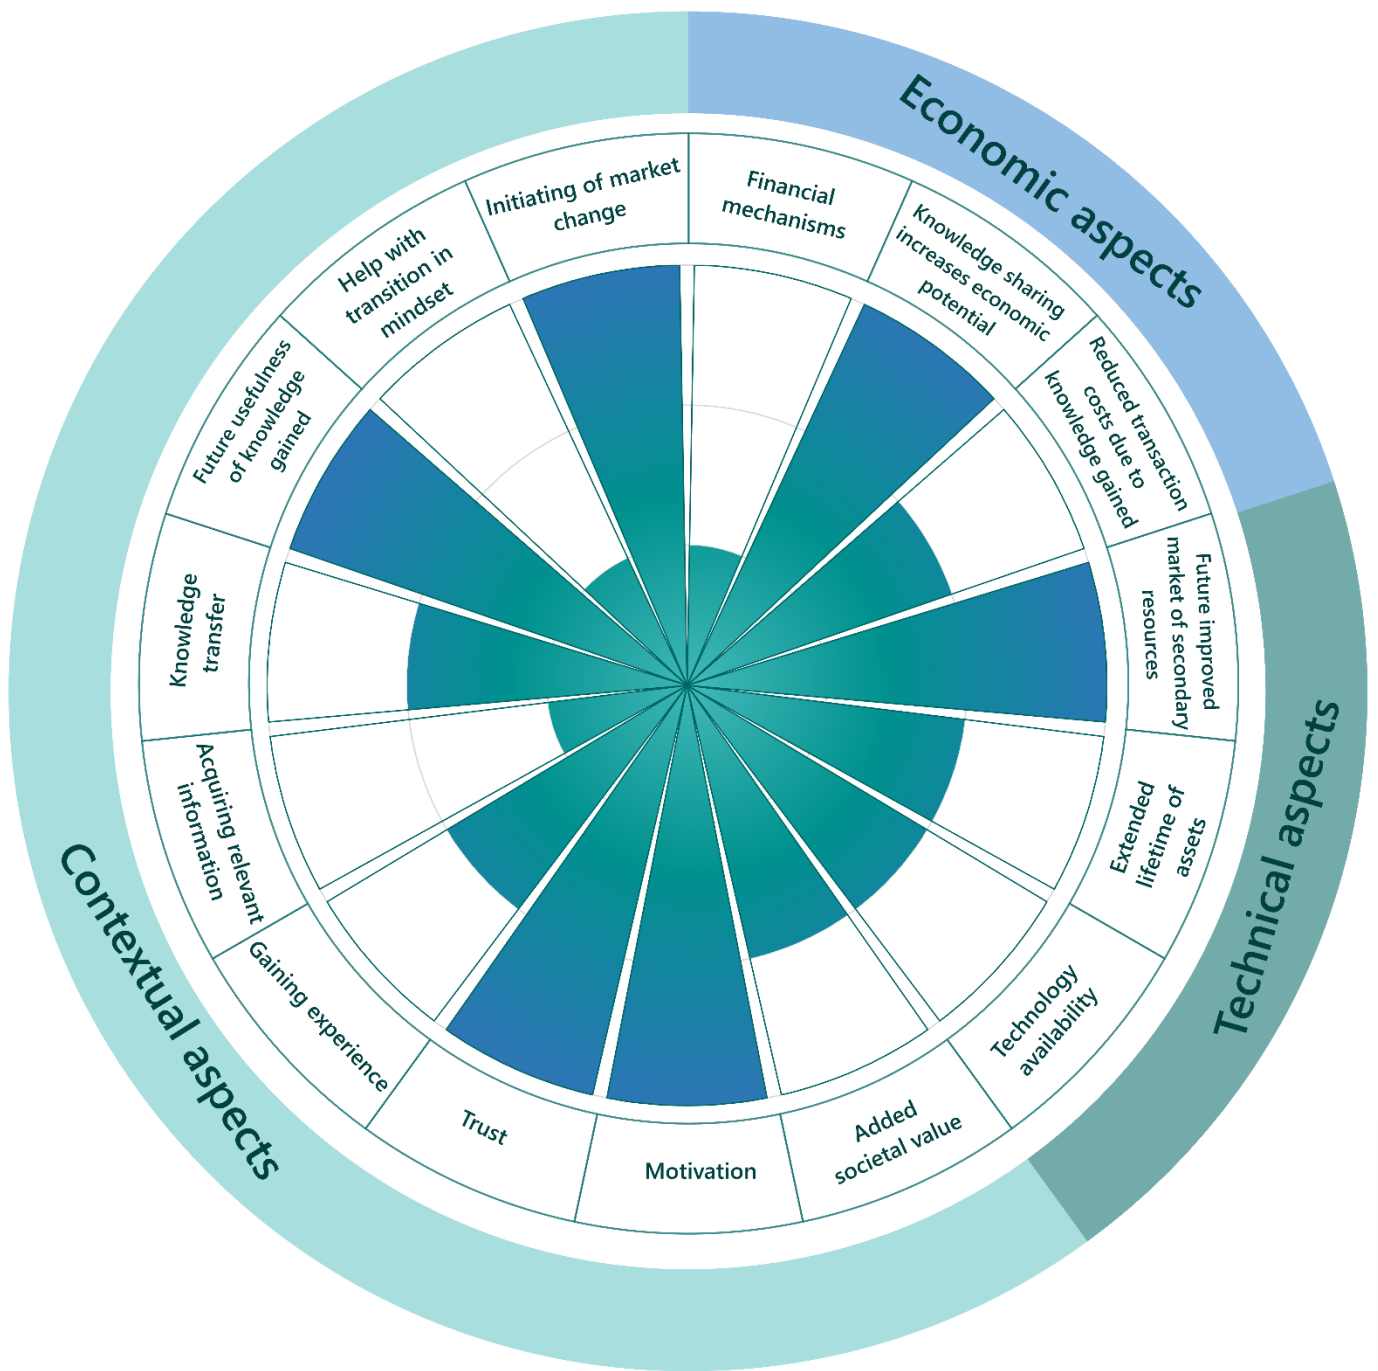 Economic aspects
Technical aspects
Contextual aspects
Financial
mechanisms
Knowledge sharing
increases economic
potential
Reduced transaction
costs due to
knowledge gained
Future improved
market of secondary
resources
Extended
lifetime of
assets
Technology
availability
Added
societal value
Motivation
Trust
Gaining experience
Acquiring relevant
information
Knowledge
transfer
Future usefulness
of knowledge
gained
Help with
transition in
mindset
Initiating of market
change